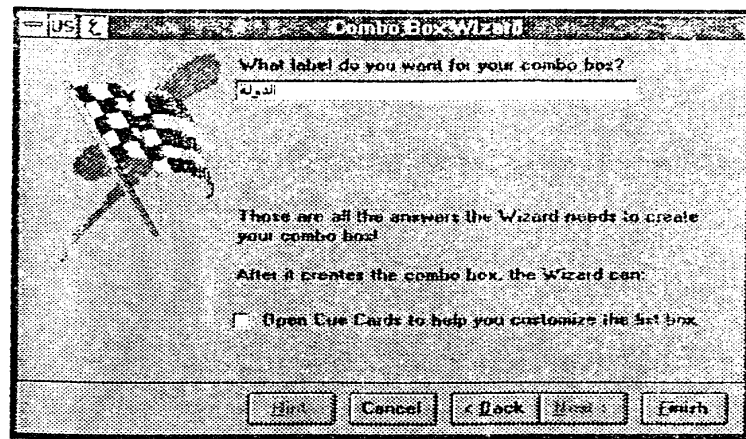 US ع Combo Box Wizard
What label do you want for your combo box?
الدولة
Those are all the answers the Wizard needs to create
your combo box!
After it creates the combo box, the Wizard can:
Open Cue Cards to help you customize the list box.
Hint Cancel < Back Next > Finish